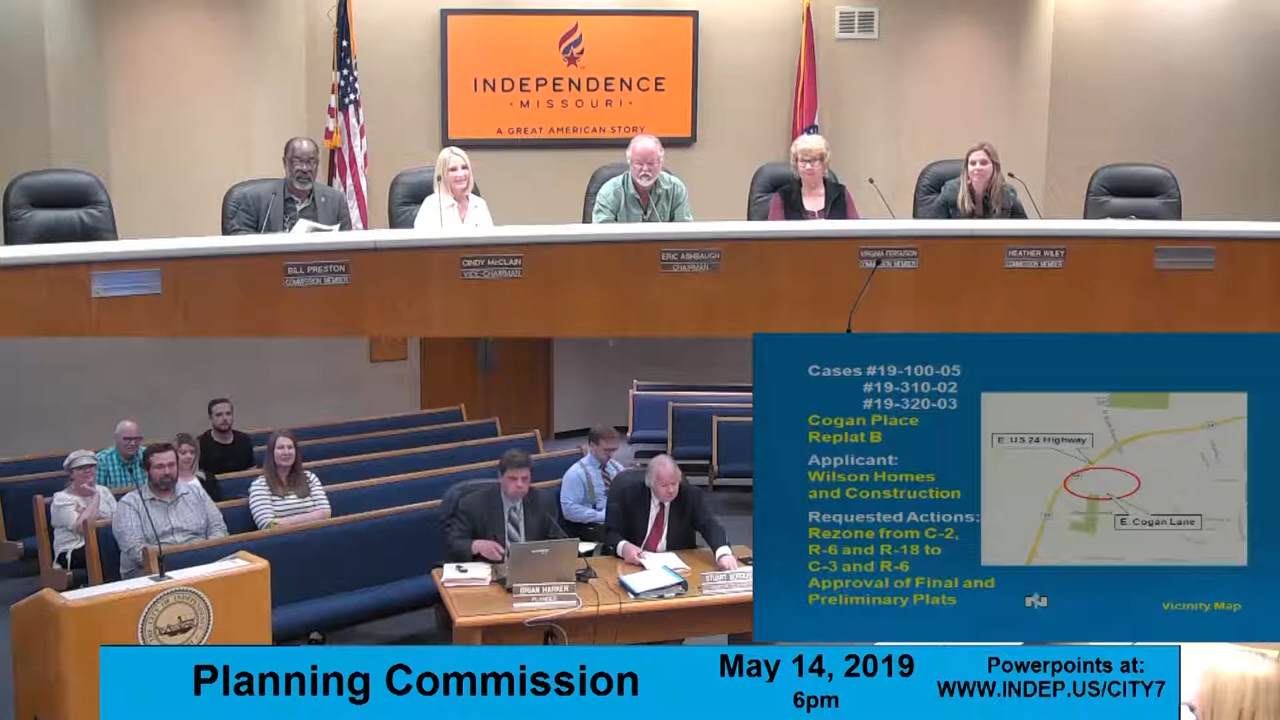 INDEPENDENCE
MISSOURI
A GREAT AMERICAN STORY
BILL PRESTON
COMMISSION MEMBER
CINDY McCLAIN
VICE-CHAIRMAN
ERIC ASHBAUGH
CHAIRMAN
VIRGINIA FERGUSON
COMMISSION MEMBER
HEATHER WILEY
COMMISSION MEMBER
Cases #19-100-05
#19-310-02
#19-320-03
Cogan Place
Replat B
Applicant:
Wilson Homes
and Construction
Requested Actions:
Rezone from C-2,
R-6 and R-18 to
C-3 and R-6
Approval of Final and
Preliminary Plats
E. U.S 24 Highway
E. Cogan Lane
Vicinity Map
BRIAN HARKER
PLANNER
STUART
Planning Commission
May 14, 2019
6pm
Powerpoints at:
WWW.INDEP.US/CITY7